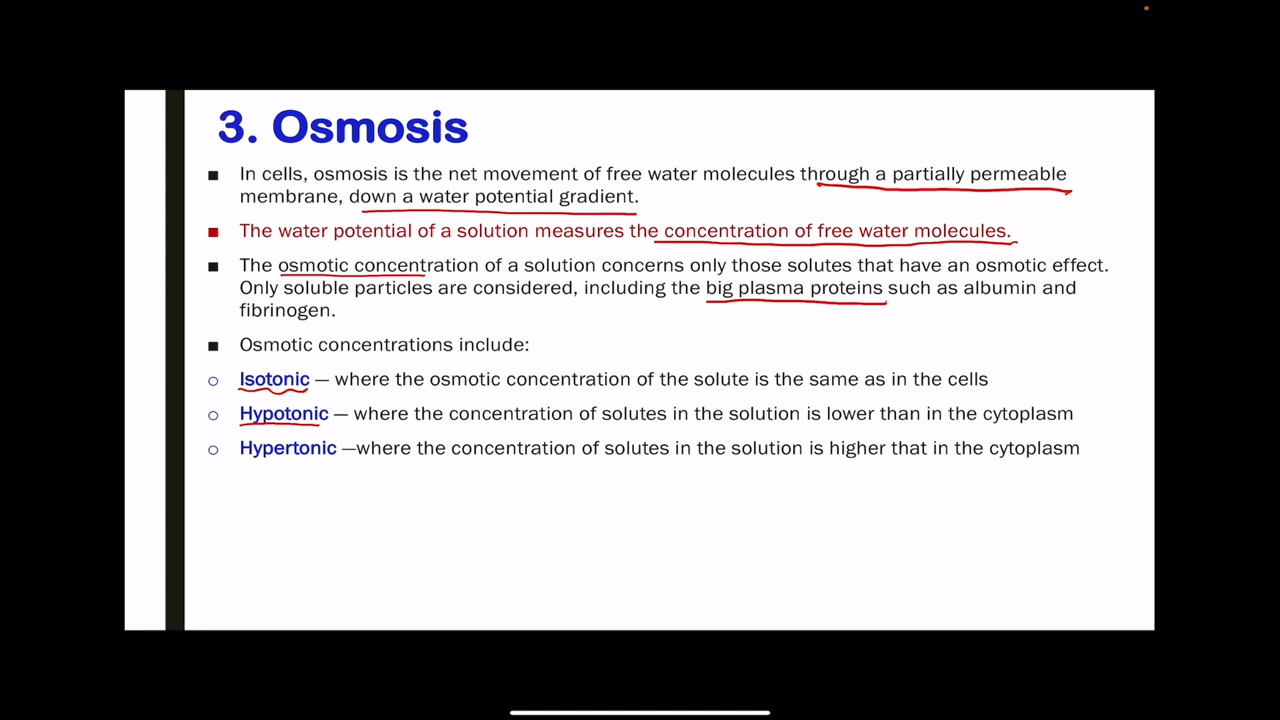 3. Osmosis
■ In cells, osmosis is the net movement of free water molecules through a partially permeable
membrane, down a water potential gradient.
■ The water potential of a solution measures the concentration of free water molecules.
■ The osmotic concentration of a solution concerns only those solutes that have an osmotic effect.
Only soluble particles are considered, including the big plasma proteins such as albumin and
fibrinogen.
■ Osmotic concentrations include:
○ Isotonic — where the osmotic concentration of the solute is the same as in the cells
○ Hypotonic — where the concentration of solutes in the solution is lower than in the cytoplasm
○ Hypertonic —where the concentration of solutes in the solution is higher that in the cytoplasm